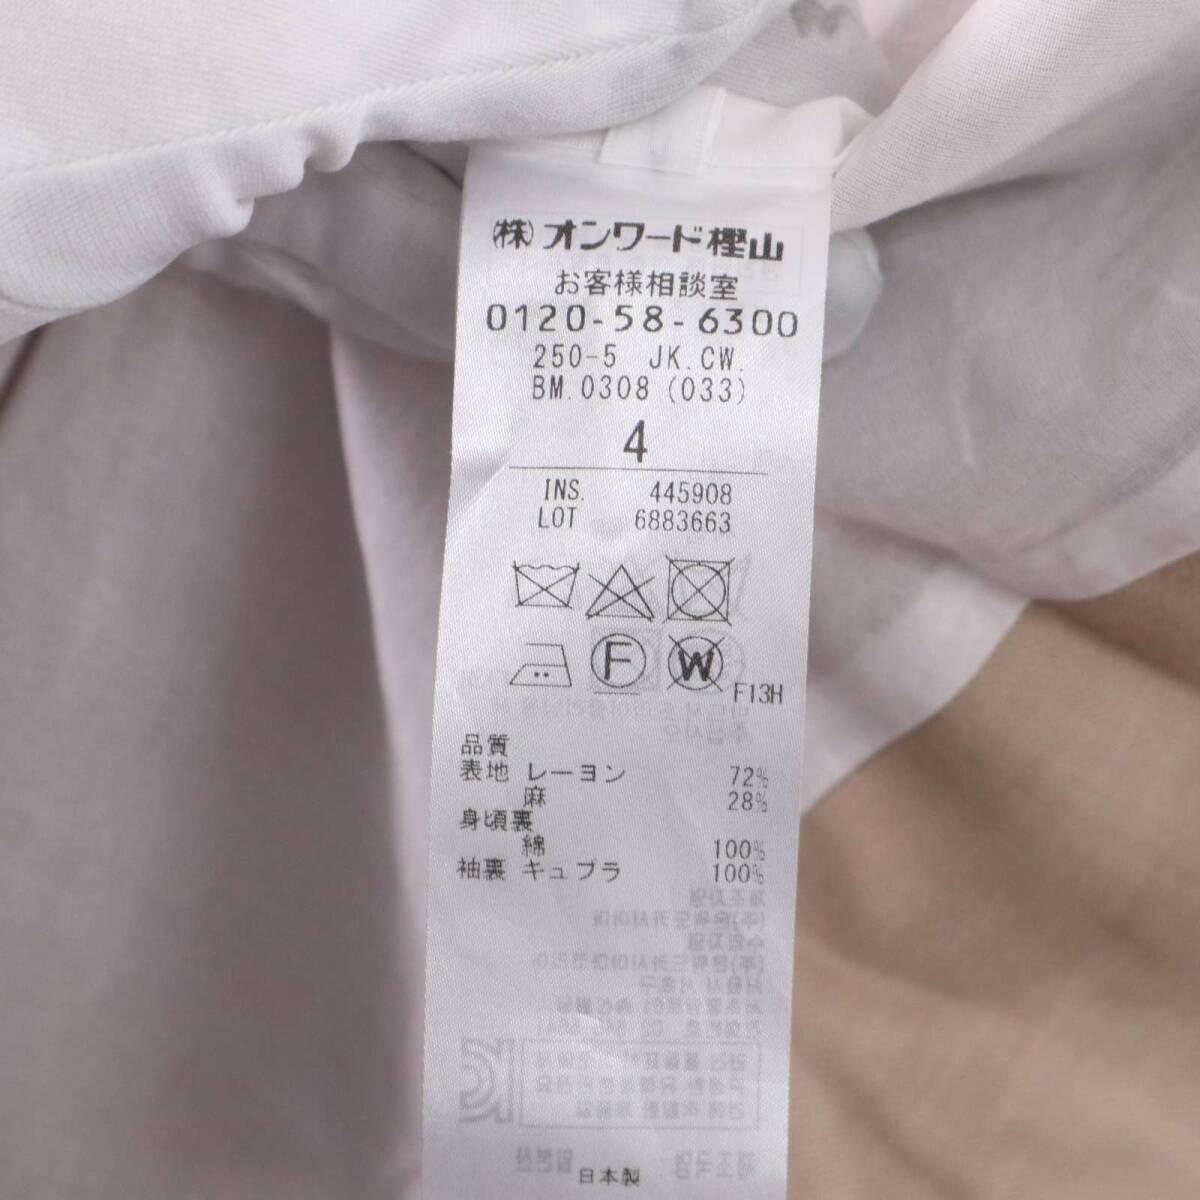 (株)オンワード樫山
お客様相談室
0120-58-6300
250-5 JK.CW.
BM.0308 (033)
4
INS. 445908
LOT 6883663
F
W
F13H
品質
表地 レーヨン 72%
麻 28%
身頃裏
綿 100%
袖裏 キュプラ 100%
日本製